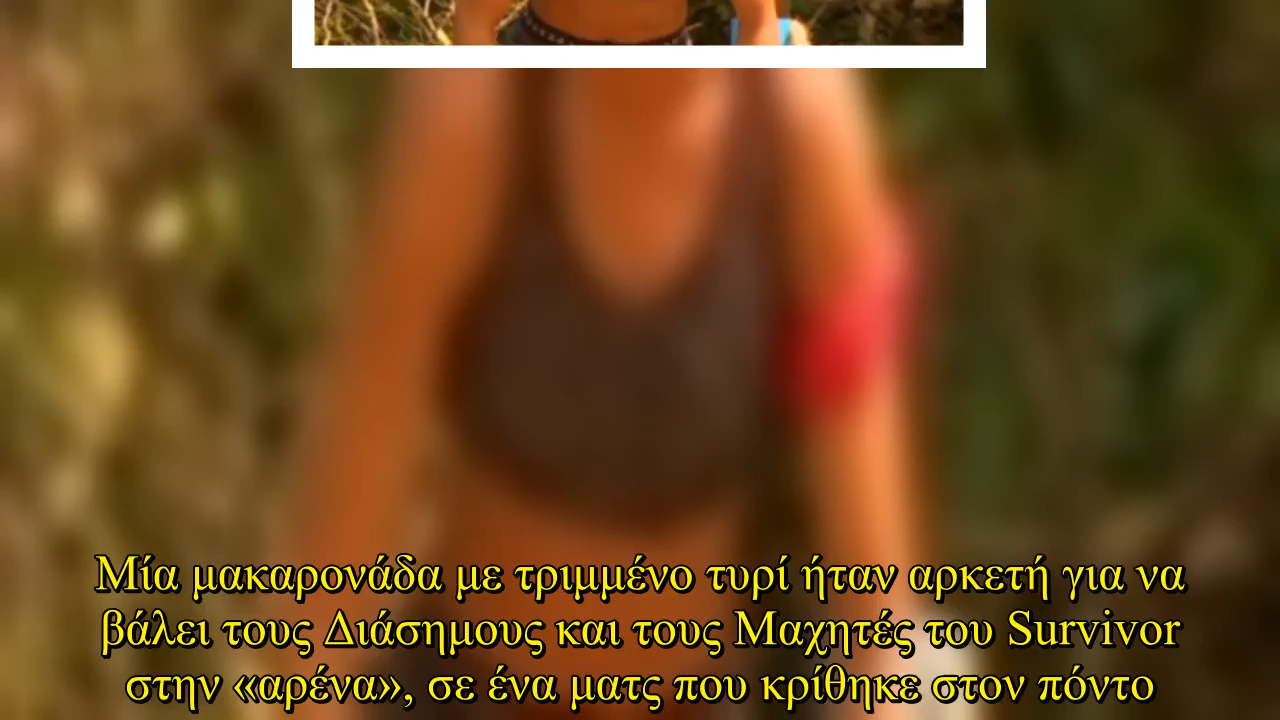 Μία μακαρονάδα με τριμμένο τυρί ήταν αρκετή για να
βάλει τους Διάσημους και τους Μαχητές του Survivor
στην «αρένα», σε ένα ματς που κρίθηκε στον πόντο